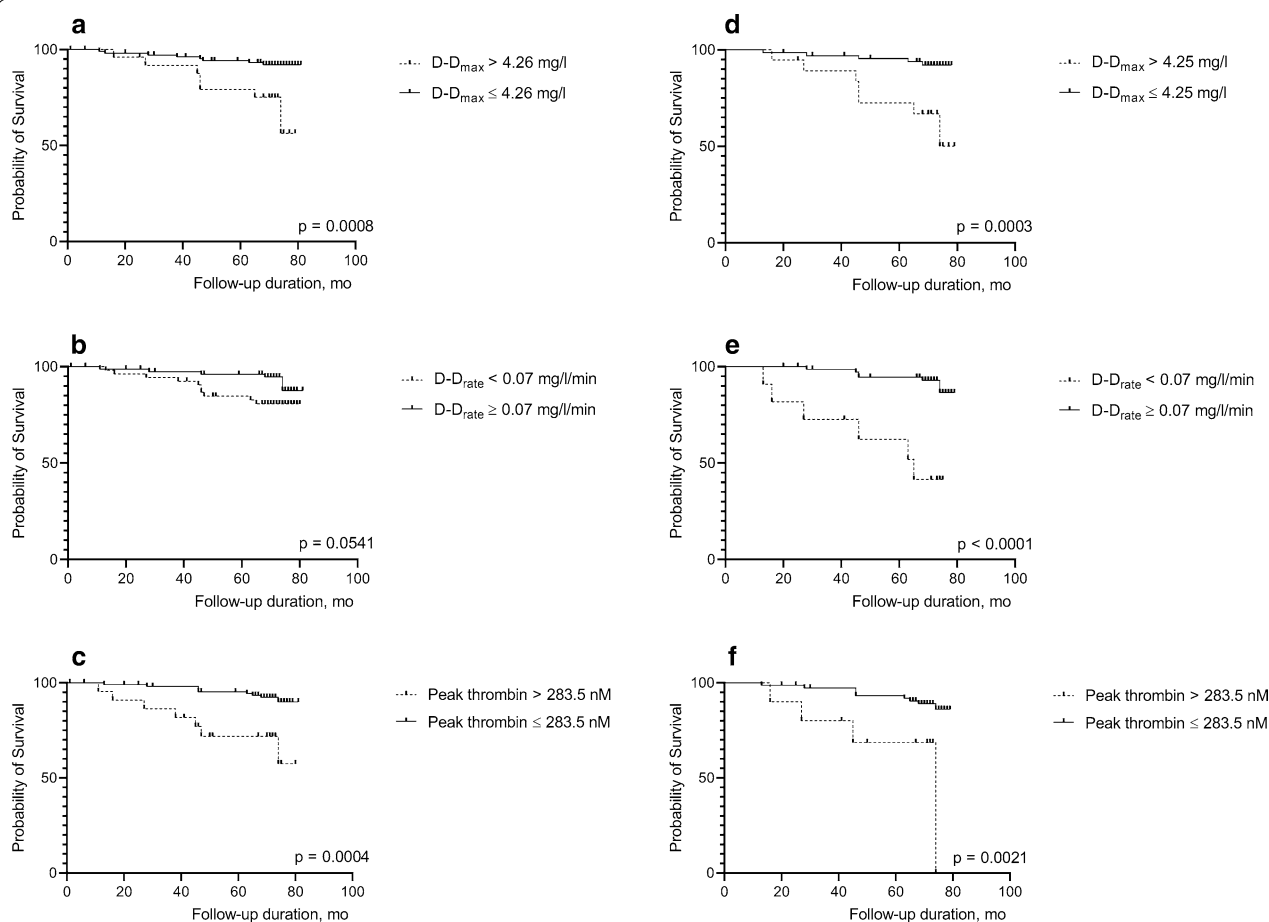 a
100
50
0
Probability of Survival
0 20 40 60 80 100
Follow-up duration, mo
p = 0.0008
D-Dmax > 4.26 mg/l
D-Dmax ≤ 4.26 mg/l
d
100
50
0
Probability of Survival
0 20 40 60 80 100
Follow-up duration, mo
p = 0.0003
D-Dmax > 4.25 mg/l
D-Dmax ≤ 4.25 mg/l
b
100
50
0
Probability of Survival
0 20 40 60 80 100
Follow-up duration, mo
p = 0.0541
D-Drate < 0.07 mg/l/min
D-Drate ≥ 0.07 mg/l/min
e
100
50
0
Probability of Survival
0 20 40 60 80 100
Follow-up duration, mo
p < 0.0001
D-Drate < 0.07 mg/l/min
D-Drate ≥ 0.07 mg/l/min
c
100
50
0
Probability of Survival
0 20 40 60 80 100
Follow-up duration, mo
p = 0.0004
Peak thrombin > 283.5 nM
Peak thrombin ≤ 283.5 nM
f
100
50
0
Probability of Survival
0 20 40 60 80 100
Follow-up duration, mo
p = 0.0021
Peak thrombin > 283.5 nM
Peak thrombin ≤ 283.5 nM